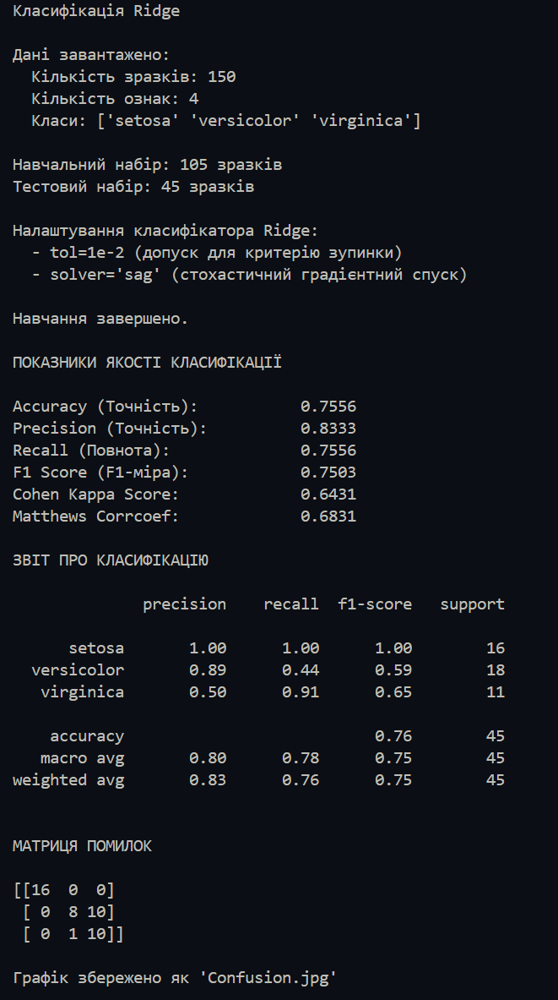 Класифікація Ridge
Дані завантажено:
  Кількість зразків: 150
  Кількість ознак: 4
  Класи: ['setosa' 'versicolor' 'virginica']
Навчальний набір: 105 зразків
Тестовий набір: 45 зразків
Налаштування класифікатора Ridge:
  - tol=1e-2 (допуск для критерію зупинки)
  - solver='sag' (стохастичний градієнтний спуск)
Навчання завершено.
ПОКАЗНИКИ ЯКОСТІ КЛАСИФІКАЦІЇ
Accuracy (Точність):           0.7556
Precision (Точність):          0.8333
Recall (Повнота):              0.7556
F1 Score (F1-міра):            0.7503
Cohen Kappa Score:             0.6431
Matthews Corrcoef:             0.6831
ЗВІТ ПРО КЛАСИФІКАЦІЮ
              precision    recall  f1-score   support
      setosa       1.00      1.00      1.00        16
  versicolor       0.89      0.44      0.59        18
   virginica       0.50      0.91      0.65        11
    accuracy                           0.76        45
   macro avg       0.80      0.78      0.75        45
weighted avg       0.83      0.76      0.75        45
МАТРИЦЯ ПОМИЛОК
[[16  0  0]
 [ 0  8 10]
 [ 0  1 10]]
Графік збережено як 'Confusion.jpg'